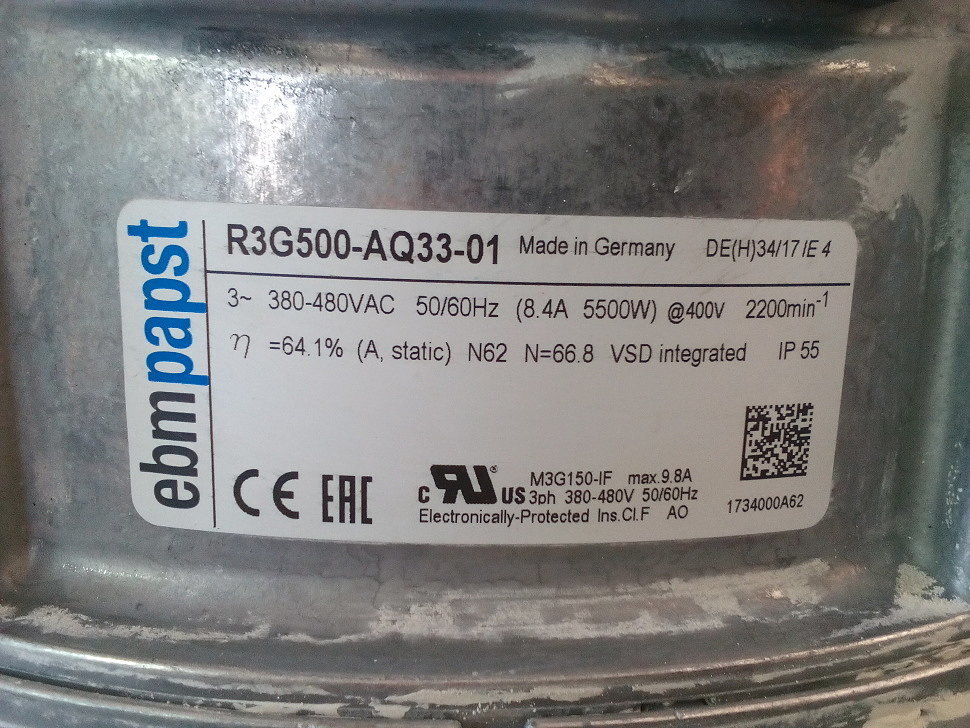 ebmpapst
R3G500-AQ33-01 Made in Germany DE(H)34/17 IE 4
3~ 380-480VAC 50/60Hz (8.4A 5500W) @400V 2200min⁻¹
η =64.1% (A, static) N62 N=66.8 VSD integrated IP 55
CE EAC
c RU ® US
M3G150-IF max.9.8A
3ph 380-480V 50/60Hz
Electronically-Protected Ins.Cl.F AO
1734000A62